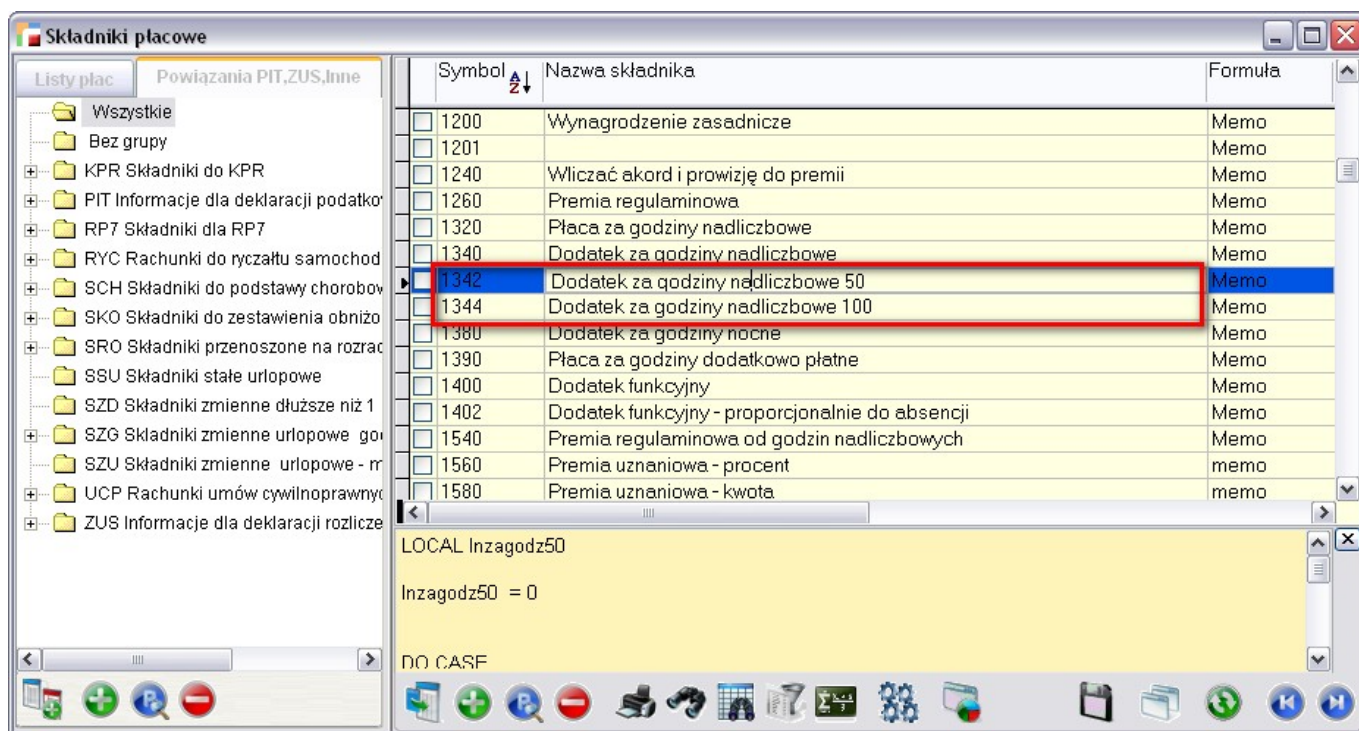 Składniki płacowe
Listy płac
Powiązania PIT,ZUS,Inne
Wszystkie
Bez grupy
KPR Składniki do KPR
PIT Informacje dla deklaracji podatko
RP7 Składniki dla RP7
RYC Rachunki do ryczałtu samochod
SCH Składniki do podstawy chorobow
SKO Składniki do zestawienia obniżo
SRO Składniki przenoszone na rozrac
SSU Składniki stałe urlopowe
SZD Składniki zmienne dłuższe niż 1
SZG Skladniki zmienne urlopowe go
SZU Składniki zmienne urlopowe - m
UCP Rachunki umów cywilnoprawny
ZUS Informacje dla deklaracji rozlicze
Symbol Nazwa składnika Formuła
1200 Wynagrodzenie zasadnicze Memo
1201 Memo
1240 Wliczać akord i prowizję do premii Memo
1260 Premia regulaminowa Memo
1320 Płaca za godziny nadliczbowe Memo
1340 Dodatek za godziny nadliczbowe Memo
1342 Dodatek za godziny nadliczbowe 50 Memo
1344 Dodatek za godziny nadliczbowe 100 Memo
1380 Dodatek za godziny nocne Memo
1390 Płaca za godziny dodatkowo płatne Memo
1400 Dodatek funkcyjny Memo
1402 Dodatek funkcyjny - proporcjonalnie do absencji Memo
1540 Premia regulaminowa od godzin nadliczbowych Memo
1560 Premia uznaniowa - procent memo
1580 Premia uznaniowa - kwota memo
LOCAL lnzagodz50
lnzagodz50 = 0
DO CASE